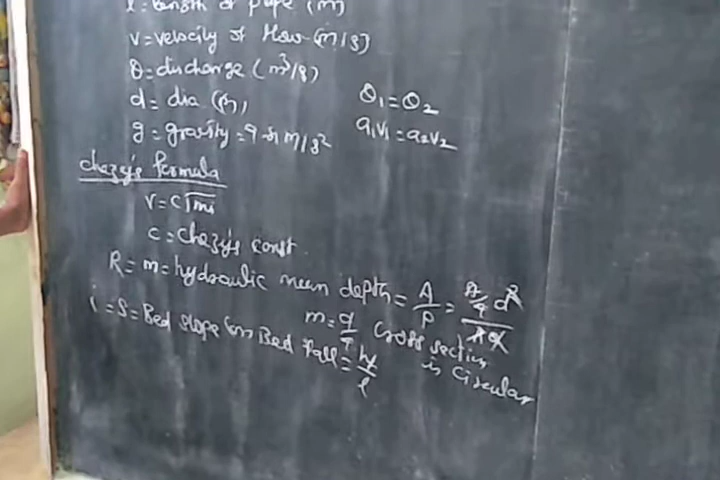 l = length of pipe (m)
v = velocity of flow (m/s)
Q = discharge (m³/s)
d = dia (m)
g = gravity = 9.81 m/s²
Q₁ = Q₂
a₁v₁ = a₂v₂
Chezy's formula
V = C√mi
C = Chezy's const.
R = m = hydraulic mean depth = A/P = π/4 d²/πd
m = d/4 cross section is circular
i = S = Bed slope (or) Bed fall = hf/l